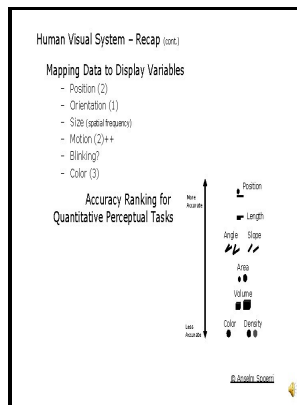 Human Visual System – Recap (cont.)
Mapping Data to Display Variables
– Position (2)
– Orientation (1)
– Size (spatial frequency)
– Motion (2)++
– Blinking?
– Color (3)
Accuracy Ranking for
Quantitative Perceptual Tasks
More
Accurate
Position
Length
Angle Slope
Area
Volume
Less
Accurate
Color Density
© Anselm Spoerri